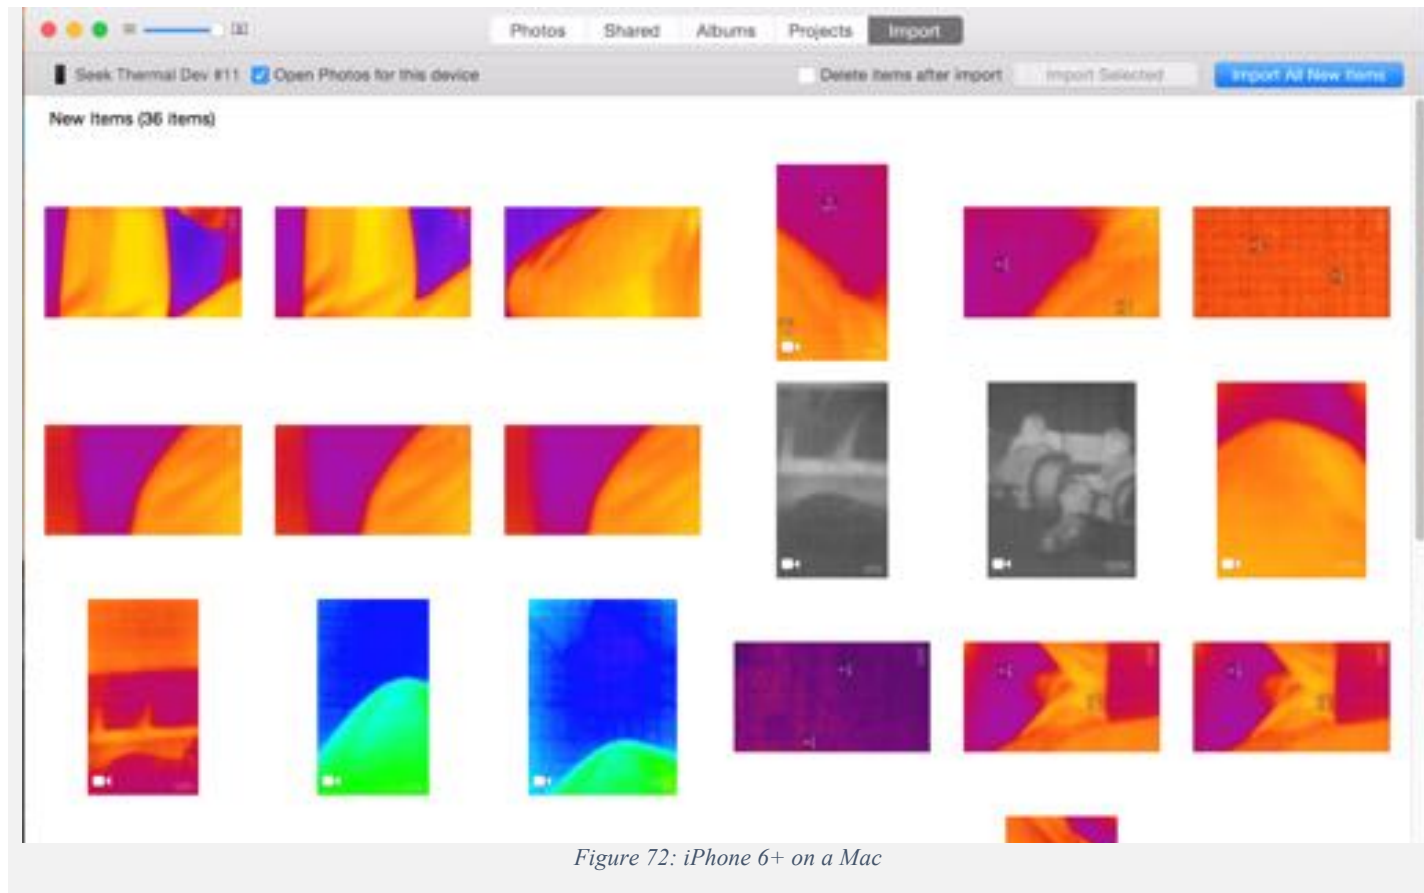 Photos Shared Albums Projects Import
Seek Thermal Dev #11 Open Photos for this device Delete items after import Import Selected Import All New Items
New Items (36 items)
Figure 72: iPhone 6+ on a Mac